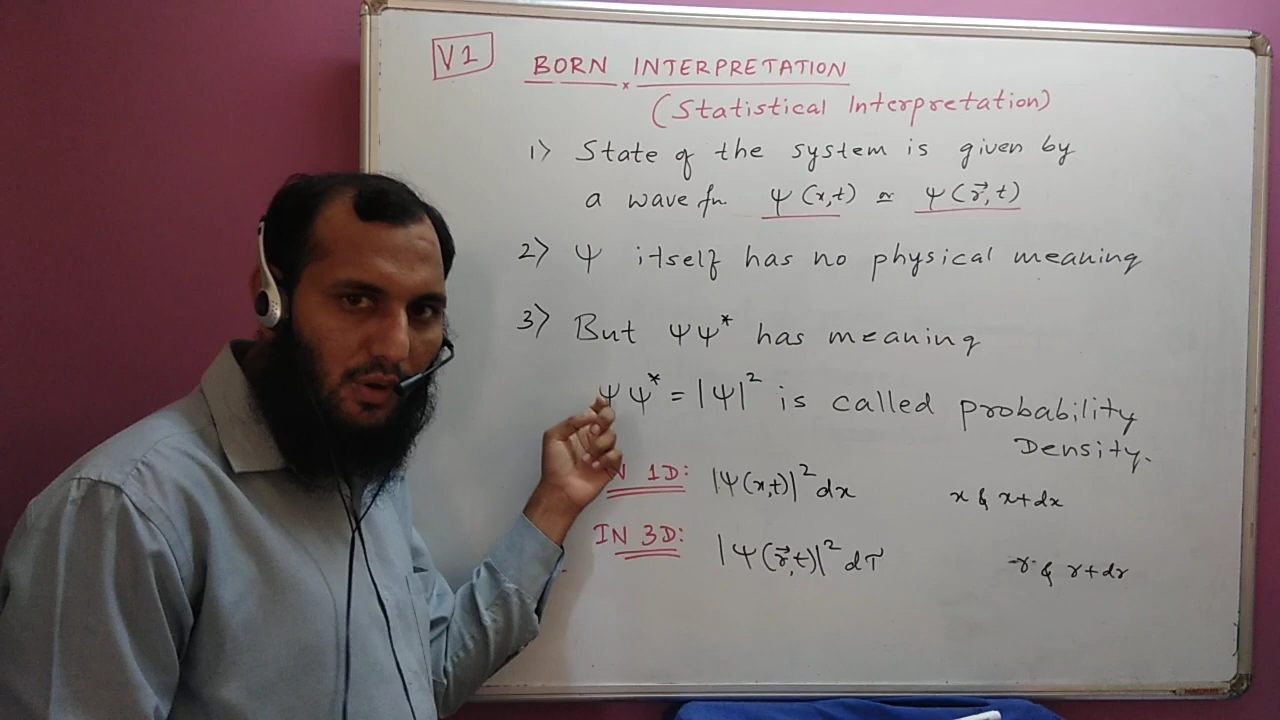 V1
BORN INTERPRETATION
(Statistical Interpretation)
1> State of the system is given by
a wave fn ψ(x,t) or ψ(r⃗,t)
2> ψ itself has no physical meaning
3> But ψψ* has meaning
ψψ* = |ψ|² is called probability
Density.
IN 1D: |ψ(x,t)|² dx x & x+dx
IN 3D: |ψ(r⃗,t)|² dτ r & r+dr